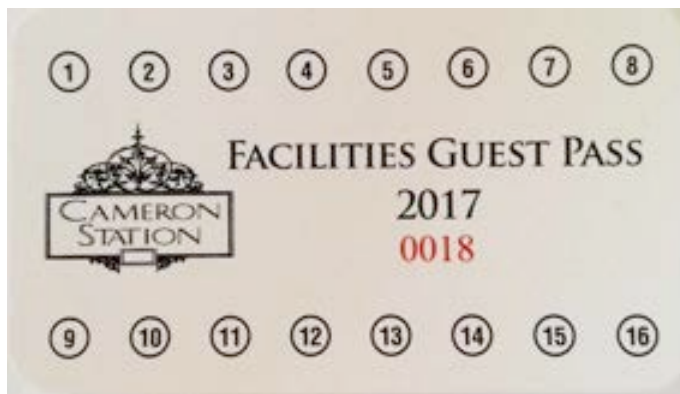 1 2 3 4 5 6 7 8
FACILITIES GUEST PASS
2017
0018
CAMERON
STATION
9 10 11 12 13 14 15 16